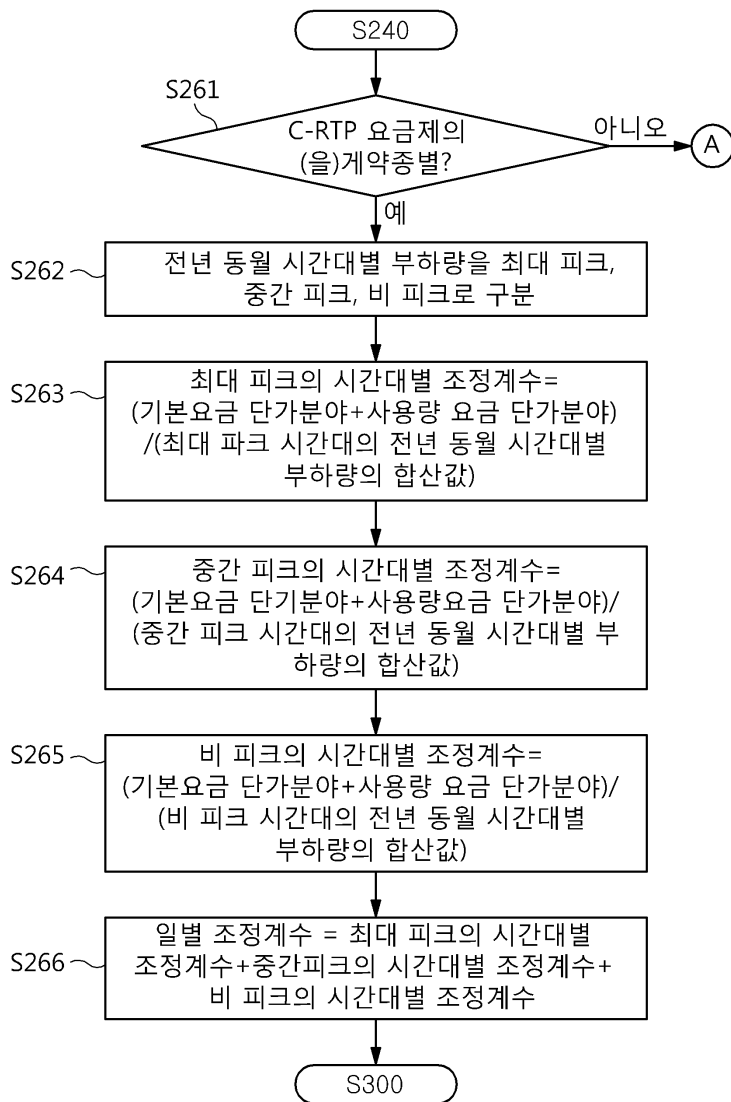 S240
S261
C-RTP 요금제의
(을)게약종별?
아니오
A
예
S262
전년 동월 시간대별 부하량을 최대 피크,
중간 피크, 비 피크로 구분
S263
최대 피크의 시간대별 조정계수=
(기본요금 단가분야+사용량 요금 단가분야)
/(최대 파크 시간대의 전년 동월 시간대별
부하량의 합산값)
S264
중간 피크의 시간대별 조정계수=
(기본요금 단기분야+사용량요금 단가분야)/
(중간 피크 시간대의 전년 동월 시간대별 부
하량의 합산값)
S265
비 피크의 시간대별 조정계수=
(기본요금 단가분야+사용량 요금 단가분야)/
(비 피크 시간대의 전년 동월 시간대별
부하량의 합산값)
S266
일별 조정계수 = 최대 피크의 시간대별
조정계수+중간피크의 시간대별 조정계수+
비 피크의 시간대별 조정계수
S300